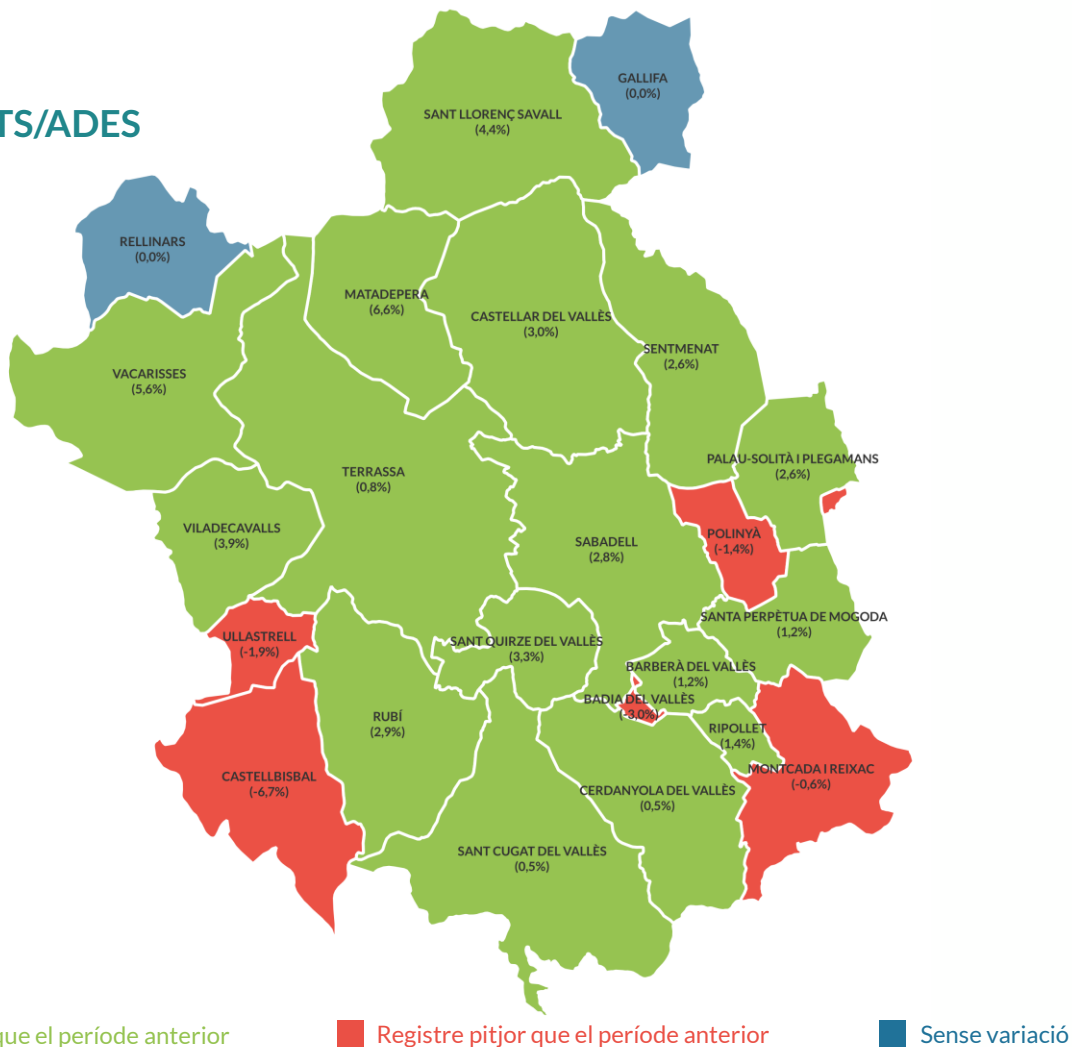 TS/ADES
GALLIFA
(0,0%)
SANT LLORENÇ SAVALL
(4,4%)
RELLINARS
(0,0%)
MATADEPERA
(6,6%)
CASTELLAR DEL VALLÈS
(3,0%)
SENTMENAT
(2,6%)
VACARISSES
(5,6%)
PALAU-SOLITÀ I PLEGAMANS
(2,6%)
TERRASSA
(0,8%)
VILADECAVALLS
(3,9%)
POLINYÀ
(-1,4%)
SABADELL
(2,8%)
SANTA PERPÈTUA DE MOGODA
(1,2%)
ULLASTRELL
(-1,9%)
SANT QUIRZE DEL VALLÈS
(3,3%)
BARBERÀ DEL VALLÈS
(1,2%)
BADIA DEL VALLÈS
(-3,0%)
RUBÍ
(2,9%)
RIPOLLET
(1,4%)
MONTCADA I REIXAC
(-0,6%)
CASTELLBISBAL
(-6,7%)
CERDANYOLA DEL VALLÈS
(0,5%)
SANT CUGAT DEL VALLÈS
(0,5%)
que el període anterior
Registre pitjor que el període anterior
Sense variació